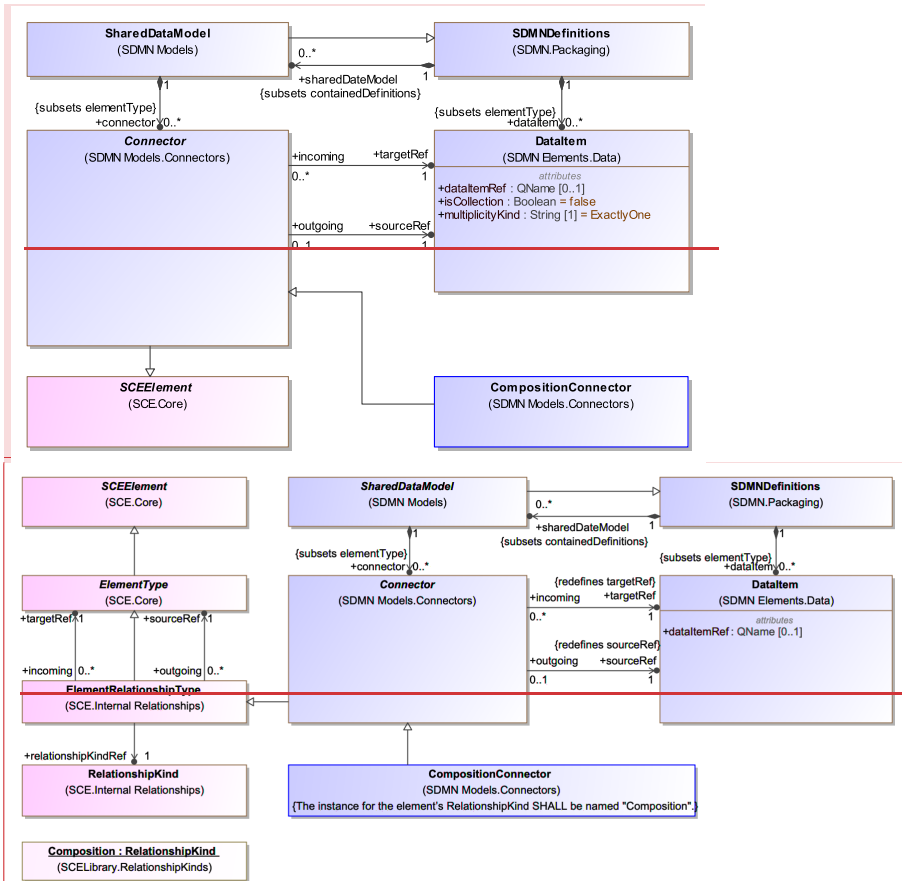 SharedDataModel
(SDMN Models)
SDMNDefinitions
(SDMN.Packaging)
0..*
1
+sharedDateModel
{subsets containedDefinitions}
1
{subsets elementType}
+connector 0..*
1
{subsets elementType}
+dataItem 0..*
Connector
(SDMN Models.Connectors)
DataItem
(SDMN Elements.Data)
attributes
+dataItemRef : QName [0..1]
+isCollection : Boolean = false
+multiplicityKind : String [1] = ExactlyOne
+incoming +targetRef
0..* 1
+outgoing +sourceRef
0..1 1
SCEElement
(SCE.Core)
CompositionConnector
(SDMN Models.Connectors)
SCEElement
(SCE.Core)
SharedDataModel
(SDMN Models)
SDMNDefinitions
(SDMN.Packaging)
0..*
1
+sharedDateModel
{subsets containedDefinitions}
1
{subsets elementType}
+connector 0..*
1
{subsets elementType}
+dataItem 0..*
ElementType
(SCE.Core)
Connector
(SDMN Models.Connectors)
DataItem
(SDMN Elements.Data)
attributes
+dataItemRef : QName [0..1]
{redefines targetRef}
+incoming +targetRef
0..* 1
{redefines sourceRef}
+outgoing +sourceRef
0..1 1
+targetRef 1 +sourceRef 1
+incoming 0..* +outgoing 0..*
ElementRelationshipType
(SCE.Internal Relationships)
+relationshipKindRef 1
RelationshipKind
(SCE.Internal Relationships)
CompositionConnector
(SDMN Models.Connectors)
{The instance for the element's RelationshipKind SHALL be named "Composition".}
Composition : RelationshipKind
(SCELibrary.RelationshipKinds)